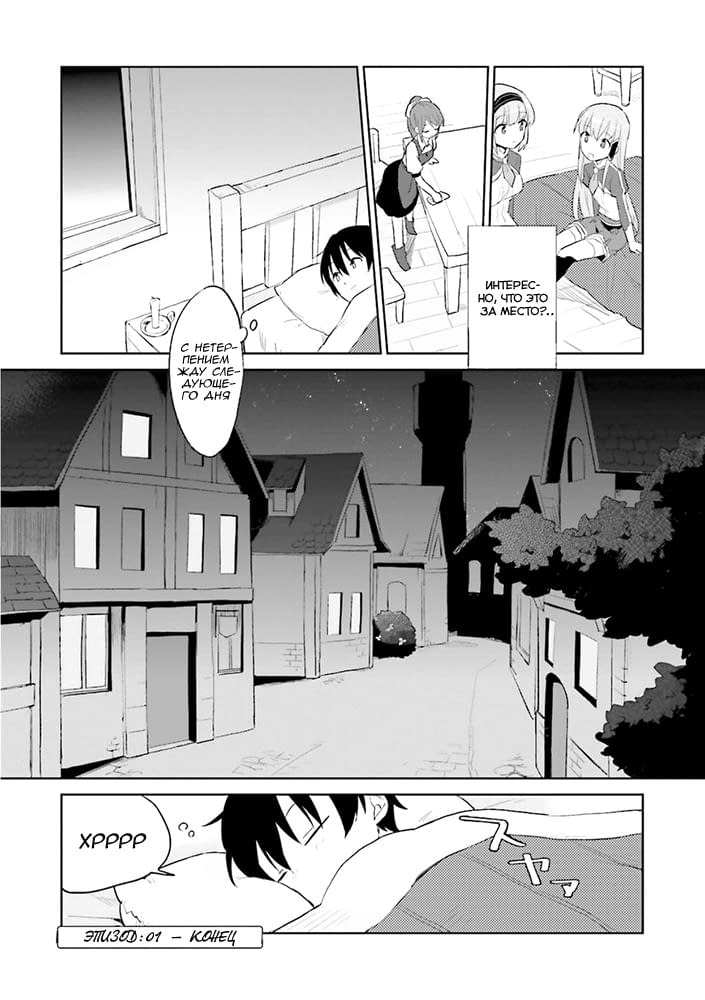 ИНТЕРЕС-
НО, ЧТО ЭТО
ЗА МЕСТО?..
С НЕТЕР-
ПЕНИЕМ
ЖДУ СЛЕ-
ДУЮЩЕ-
ГО ДНЯ
ХРРРР
スヤァ
ЭПИЗОД:01 – КОНЕЦ